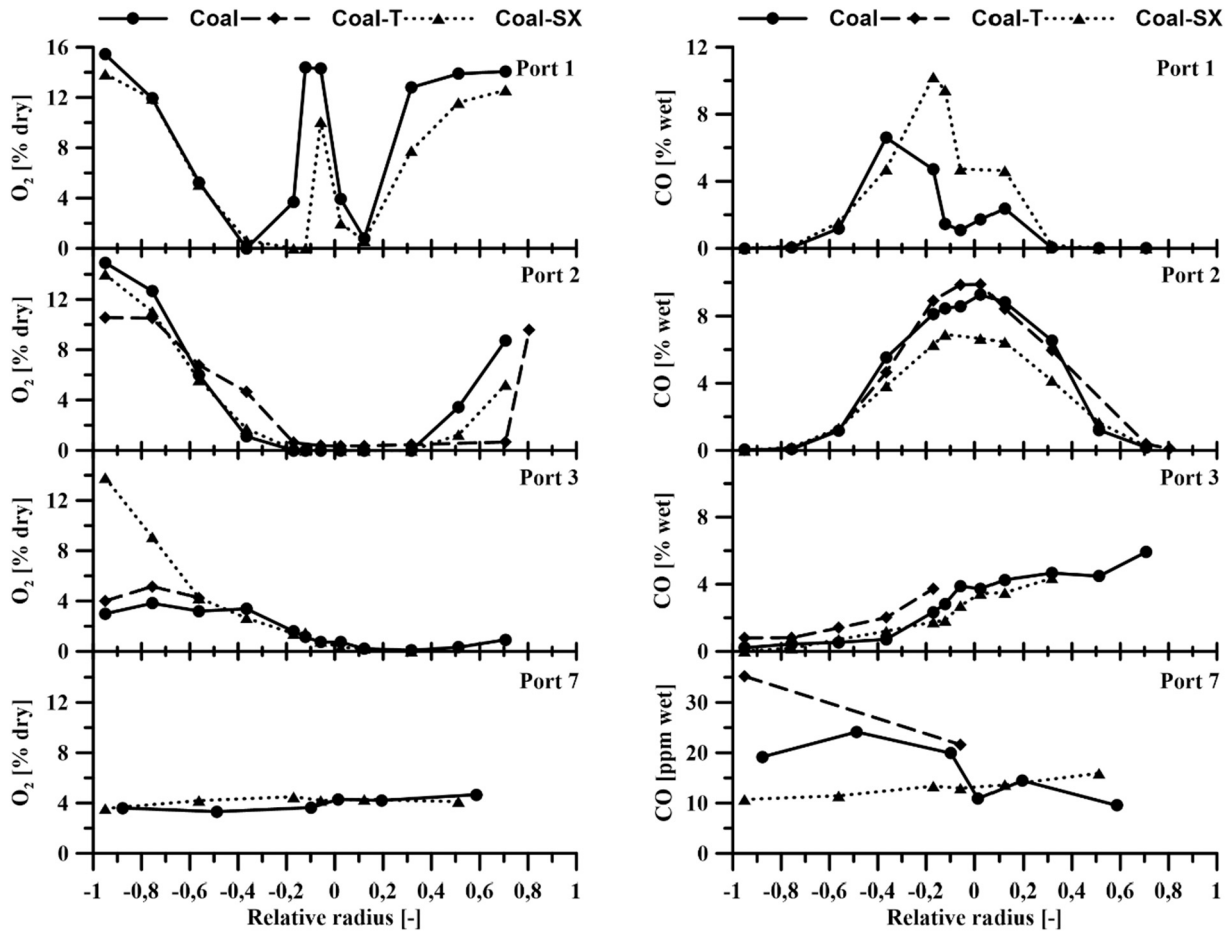 Coal Coal-T Coal-SX
Coal Coal-T Coal-SX
O2 [% dry]
16
12
8
4
0
Port 1
CO [% wet]
12
8
4
0
Port 1
O2 [% dry]
12
8
4
0
Port 2
CO [% wet]
8
4
0
Port 2
O2 [% dry]
12
8
4
0
Port 3
CO [% wet]
8
4
0
Port 3
O2 [% dry]
12
8
4
0
Port 7
CO [ppm wet]
30
20
10
0
Port 7
-1 -0,8 -0,6 -0,4 -0,2 0 0,2 0,4 0,6 0,8 1
Relative radius [-]
-1 -0,8 -0,6 -0,4 -0,2 0 0,2 0,4 0,6 0,8 1
Relative radius [-]